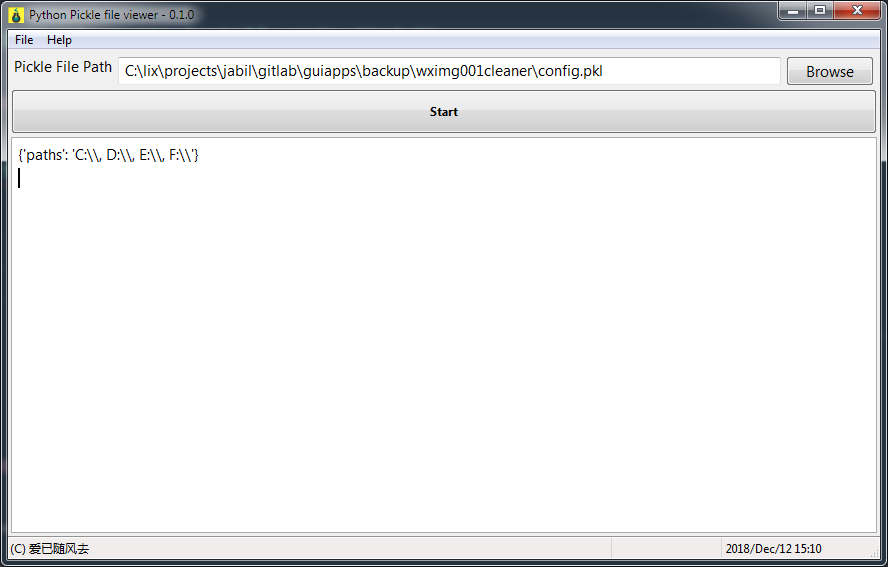 Python Pickle file viewer - 0.1.0
File Help
Pickle File Path C:\lix\projects\jabil\gitlab\guiapps\backup\wximg001cleaner\config.pkl Browse
Start
{'paths': 'C:\\, D:\\, E:\\, F:\\'}
(C) 爱已随风去 2018/Dec/12 15:10